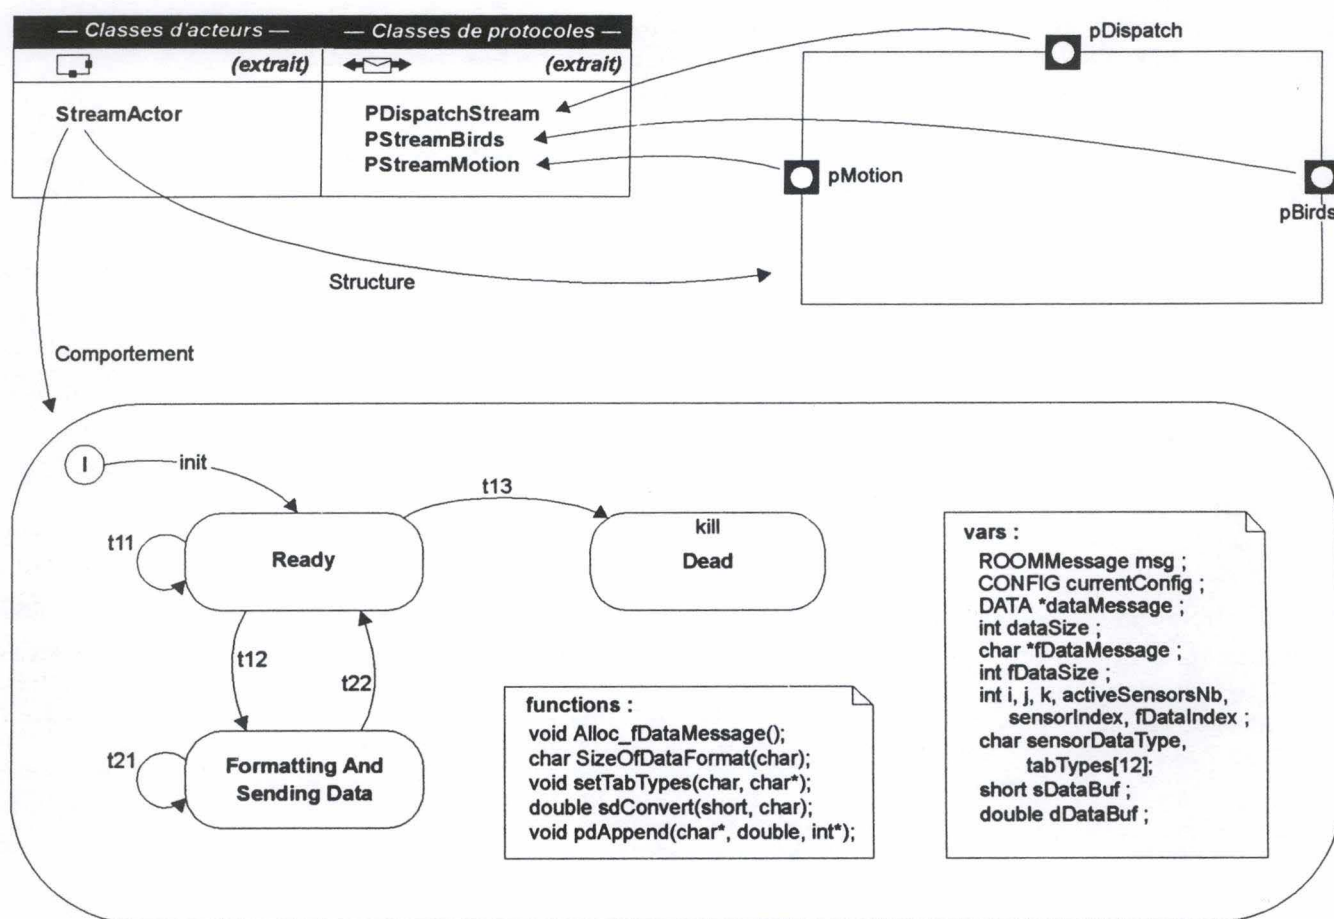 — Classes d'acteurs —
— Classes de protocoles —
(extrait)
(extrait)
StreamActor
PDispatchStream
PStreamBirds
PStreamMotion
pDispatch
pMotion
pBirds
Structure
Comportement
I
init
t13
t11
Ready
kill
Dead
t12
t22
t21
Formatting And
Sending Data
functions :
void Alloc_fDataMessage();
char SizeOfDataFormat(char);
void setTabTypes(char, char*);
double sdConvert(short, char);
void pdAppend(char*, double, int*);
vars :
ROOMMessage msg ;
CONFIG currentConfig ;
DATA *dataMessage ;
int dataSize ;
char *fDataMessage ;
int fDataSize ;
int i, j, k, activeSensorsNb,
sensorIndex, fDataIndex ;
char sensorDataType,
tabTypes[12];
short sDataBuf ;
double dDataBuf ;